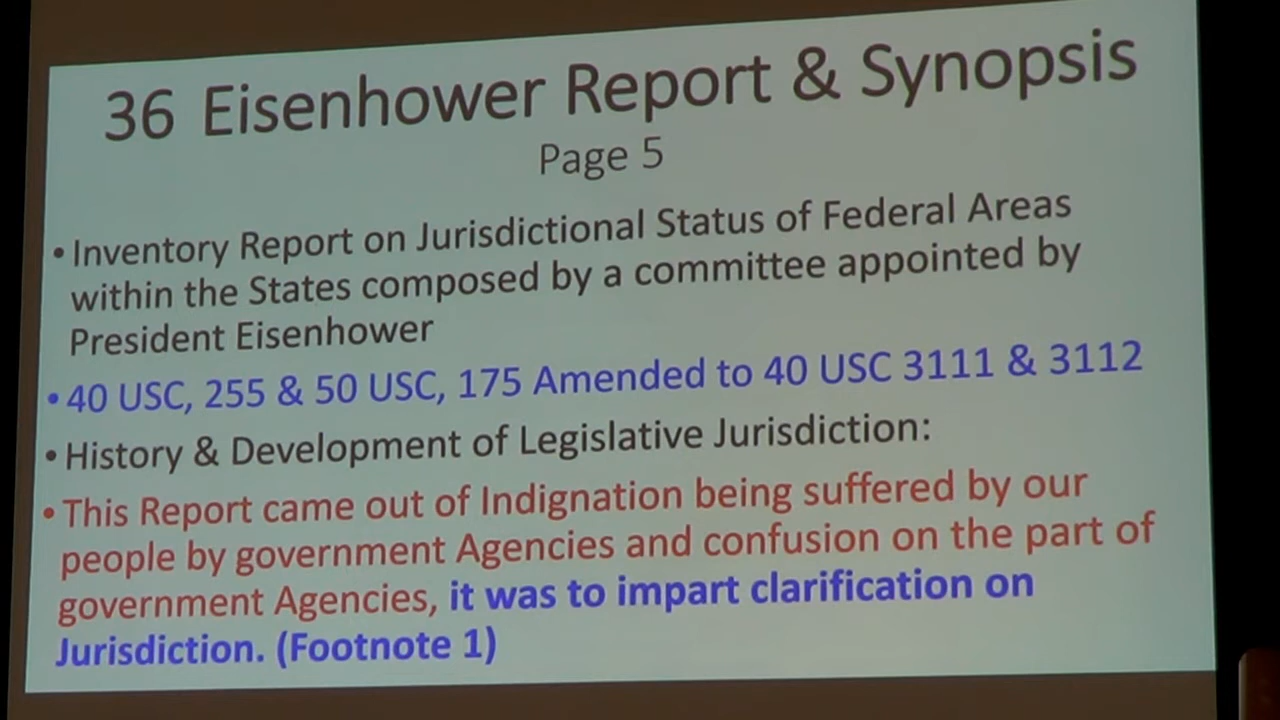 36 Eisenhower Report & Synopsis
Page 5
• Inventory Report on Jurisdictional Status of Federal Areas
within the States composed by a committee appointed by
President Eisenhower
• 40 USC, 255 & 50 USC, 175 Amended to 40 USC 3111 & 3112
• History & Development of Legislative Jurisdiction:
• This Report came out of Indignation being suffered by our
people by government Agencies and confusion on the part of
government Agencies, it was to impart clarification on
Jurisdiction. (Footnote 1)